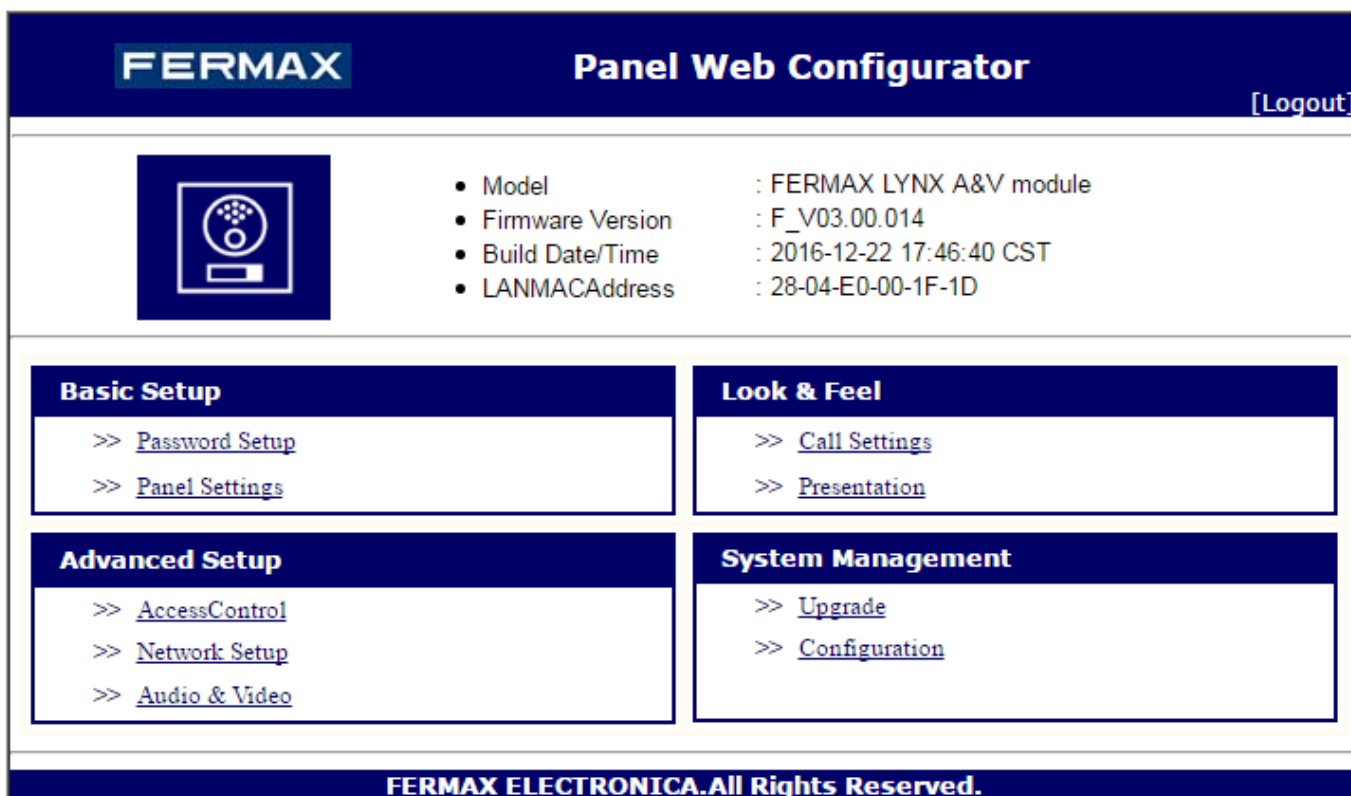 FERMAX
Panel Web Configurator
[Logout]
• Model : FERMAX LYNX A&V module
• Firmware Version : F_V03.00.014
• Build Date/Time : 2016-12-22 17:46:40 CST
• LANMACAddress : 28-04-E0-00-1F-1D
Basic Setup
>> Password Setup
>> Panel Settings
Look & Feel
>> Call Settings
>> Presentation
Advanced Setup
>> AccessControl
>> Network Setup
>> Audio & Video
System Management
>> Upgrade
>> Configuration
FERMAX ELECTRONICA.All Rights Reserved.